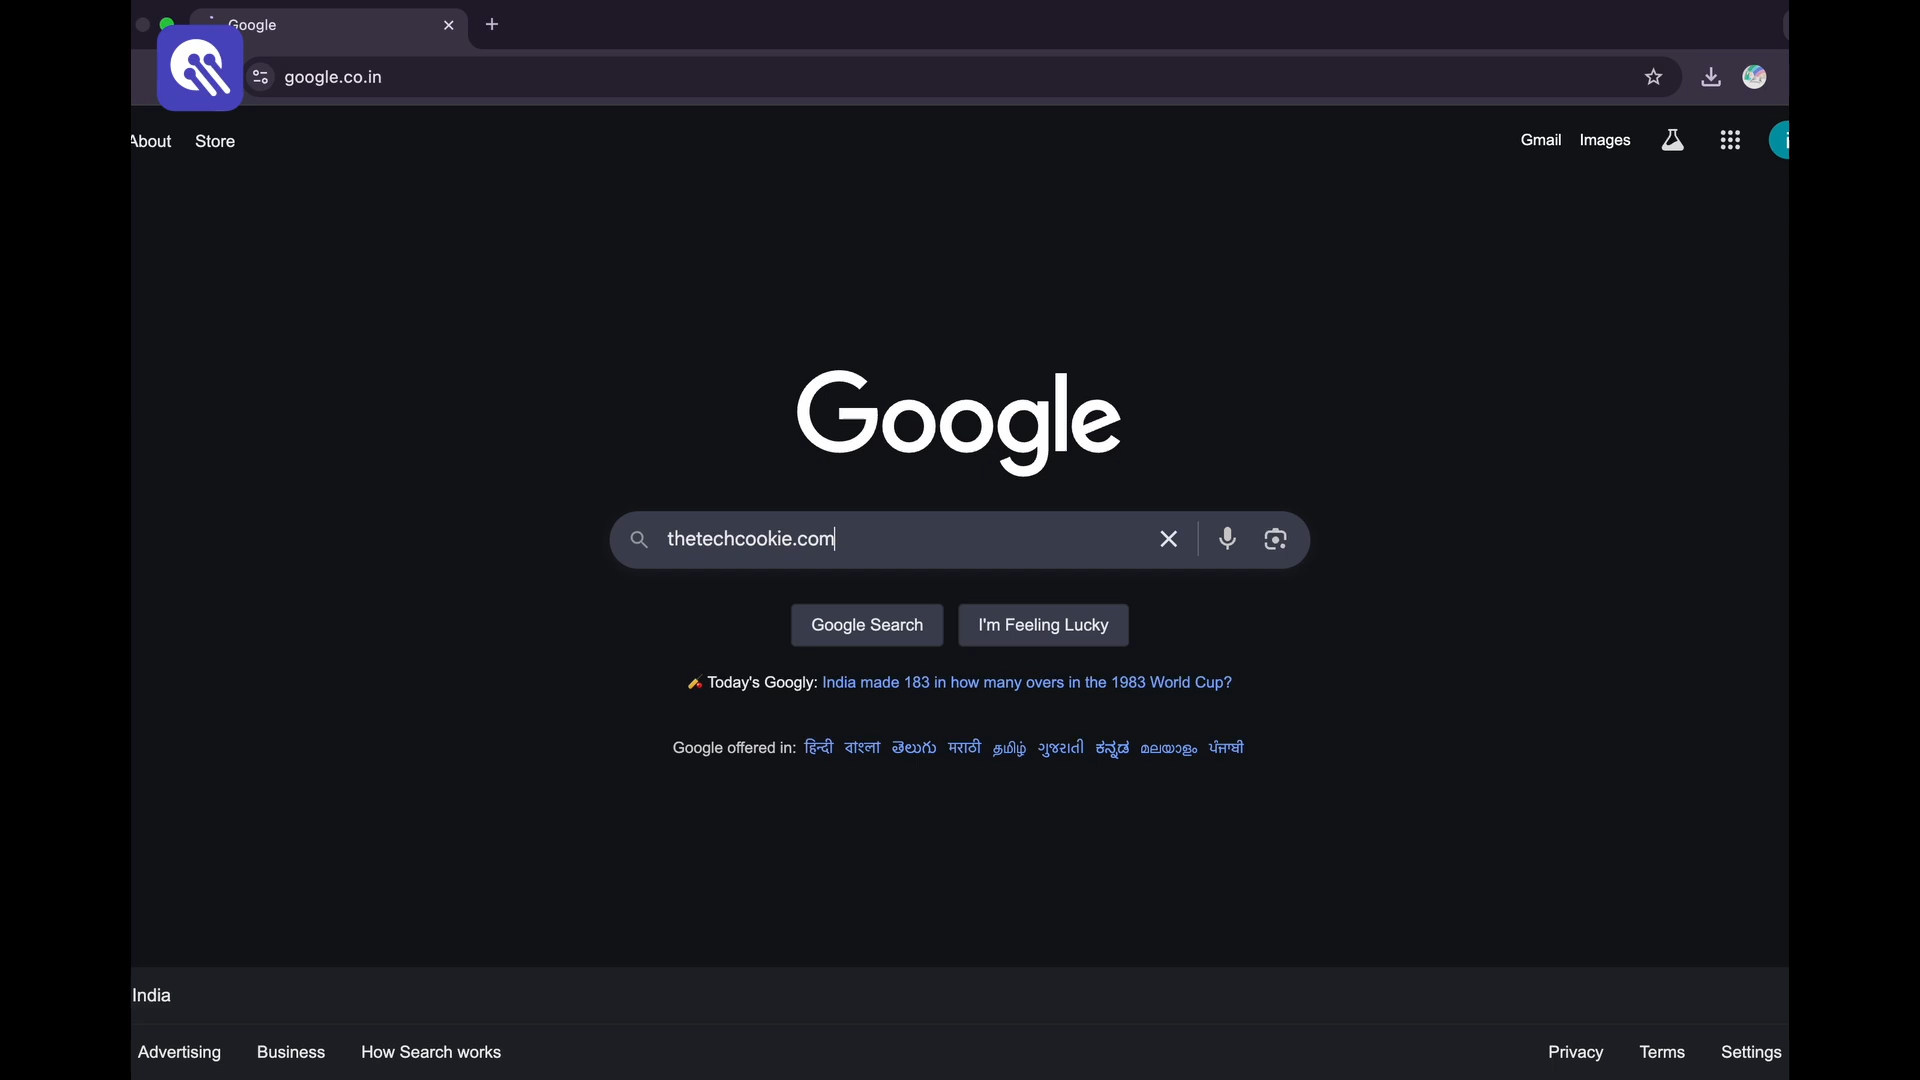 Google
google.co.in
About Store
Gmail Images
Google
thetechcookie.com
Google Search I'm Feeling Lucky
Today's Googly: India made 183 in how many overs in the 1983 World Cup?
Google offered in: हिन्दी বাংলা తెలుగు मराठी தமிழ் ગુજરાતી ಕನ್ನಡ മലയാളം ਪੰਜਾਬੀ
India
Advertising Business How Search works
Privacy Terms Settings